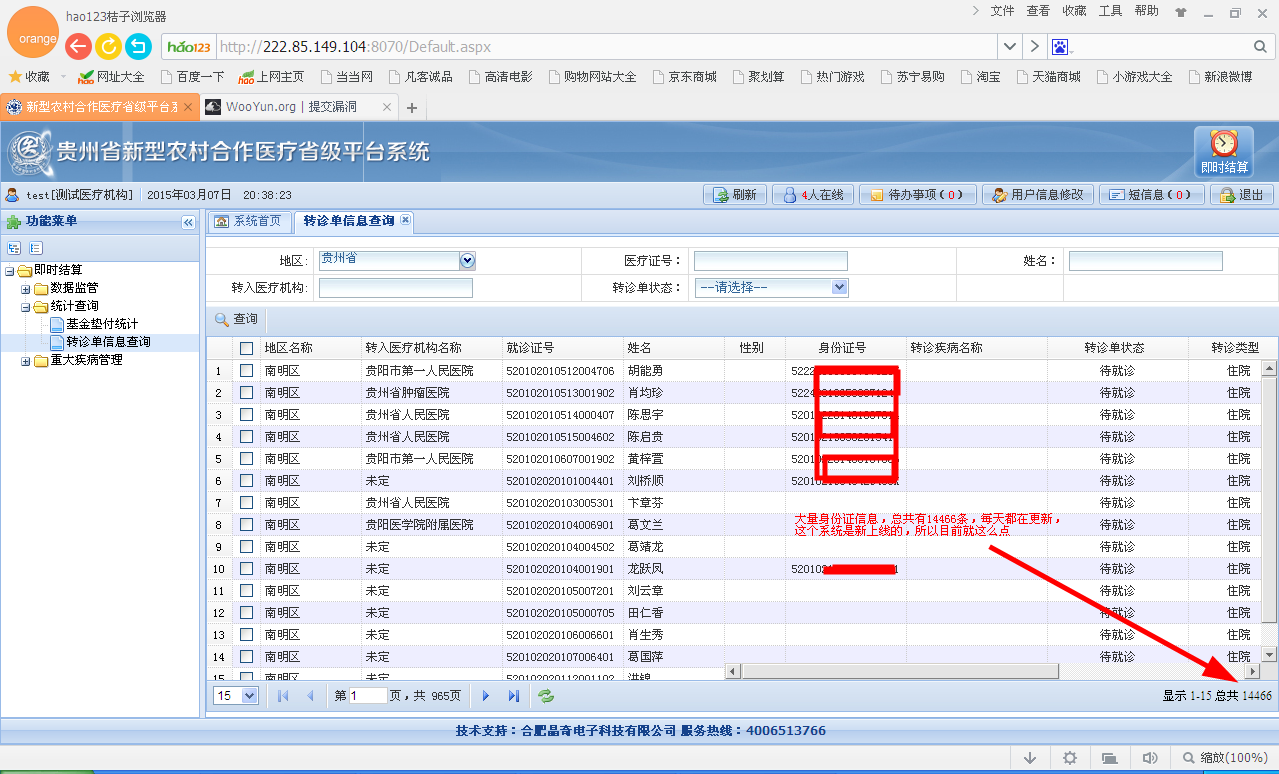 hao123桔子浏览器
文件 查看 收藏 工具 帮助
orange
hao123 http://222.85.149.104:8070/Default.aspx
收藏 hao 网址大全 百度一下 hao 上网主页 当当网 凡客诚品 高清电影 购物网站大全 京东商城 聚划算 热门游戏 苏宁易购 淘宝 天猫商城 小游戏大全 新浪微博
新型农村合作医疗省级平台系 WooYun.org | 提交漏洞
贵州省新型农村合作医疗省级平台系统
即时结算
test[测试医疗机构] 2015年03月07日 20:38:23 刷新 4人在线 待办事项(0) 用户信息修改 短信息(0) 退出
功能菜单
系统首页 转诊单信息查询
即时结算
数据监管
统计查询
基金垫付统计
转诊单信息查询
重大疾病管理
地区: 贵州省 医疗证号: 姓名:
转入医疗机构: 转诊单状态: --请选择--
查询
地区名称 转入医疗机构名称 就诊证号 姓名 性别 身份证号 转诊疾病名称 转诊单状态 转诊类型
1 南明区 贵阳市第一人民医院 520102010512004706 胡能勇 522 待就诊 住院
2 南明区 贵州省肿瘤医院 520102010513001902 肖均珍 522 待就诊 住院
3 南明区 贵州省人民医院 520102010514000407 陈思宇 5201 待就诊 住院
4 南明区 贵州省人民医院 520102010515004602 陈启贵 5201 待就诊 住院
5 南明区 贵阳市第一人民医院 520102010607001902 黄梓萱 5201 待就诊 住院
6 南明区 未定 520102020101004401 刘桥顺 5201 待就诊 住院
7 南明区 贵州省人民医院 520102020103005301 卞章芬 待就诊 住院
8 南明区 贵阳医学院附属医院 520102020104006901 葛文兰 待就诊 住院
9 南明区 未定 520102020104004502 葛靖龙 待就诊 住院
10 南明区 未定 520102020104001901 龙跃凤 520102 待就诊 住院
11 南明区 未定 520102020105007201 刘云章 待就诊 住院
12 南明区 未定 520102020105000705 田仁香 待就诊 住院
13 南明区 未定 520102020106006601 肖生秀 待就诊 住院
14 南明区 未定 520102020107006401 葛国萍 待就诊 住院
15 南明区 未定 520102020112001102 洪锦
大量身份证信息，总共有14466条，每天都在更新，
这个系统是新上线的，所以目前就这么点
15 第 1 页，共 965页 显示 1-15 总共 14466
技术支持：合肥晶奇电子科技有限公司 服务热线：4006513766
缩放(100%)